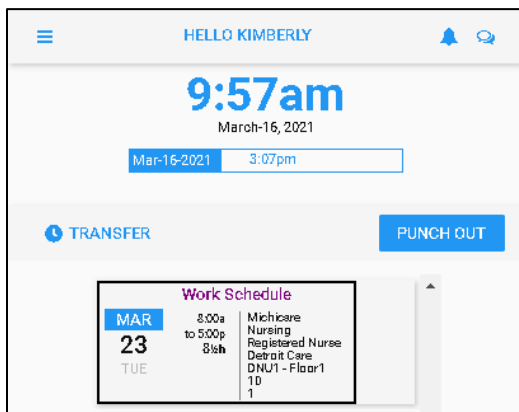 HELLO KIMBERLY
9:57am
March-16, 2021
Mar-16-2021 3:07pm
TRANSFER
PUNCH OUT
Work Schedule
MAR
23
TUE
8:00a
to 5:00p
8½h
Michicare
Nursing
Registered Nurse
Detroit Care
DNU1 - Floor1
1D
1